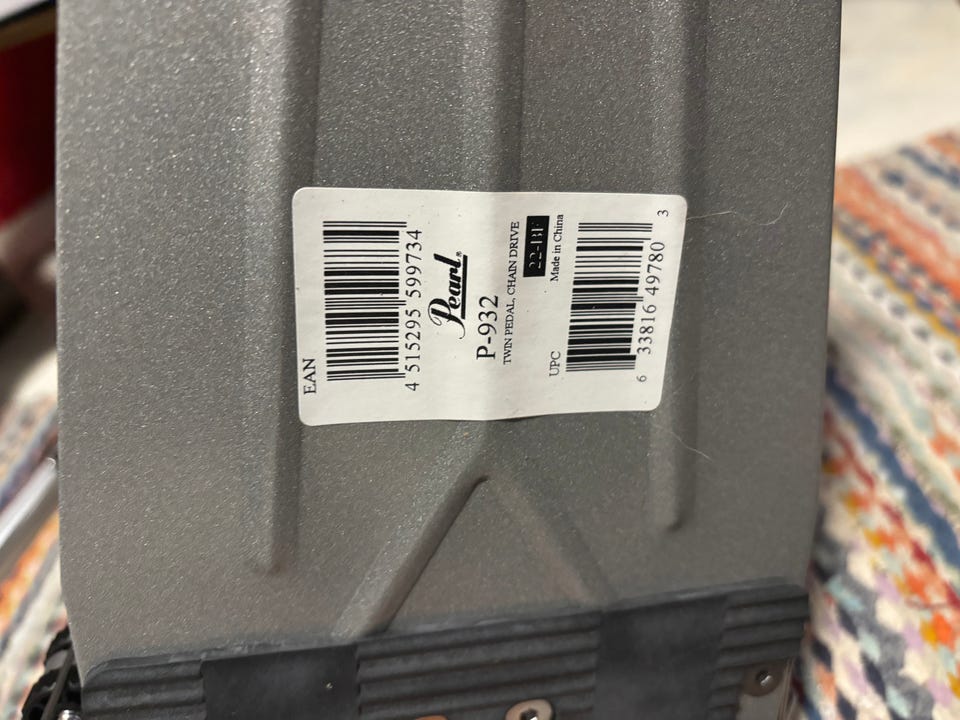 EAN
4 515295 599734
Pearl®
P-932
TWIN PEDAL, CHAIN DRIVE
22-BF
Made in China
UPC
6 33816 49780 3